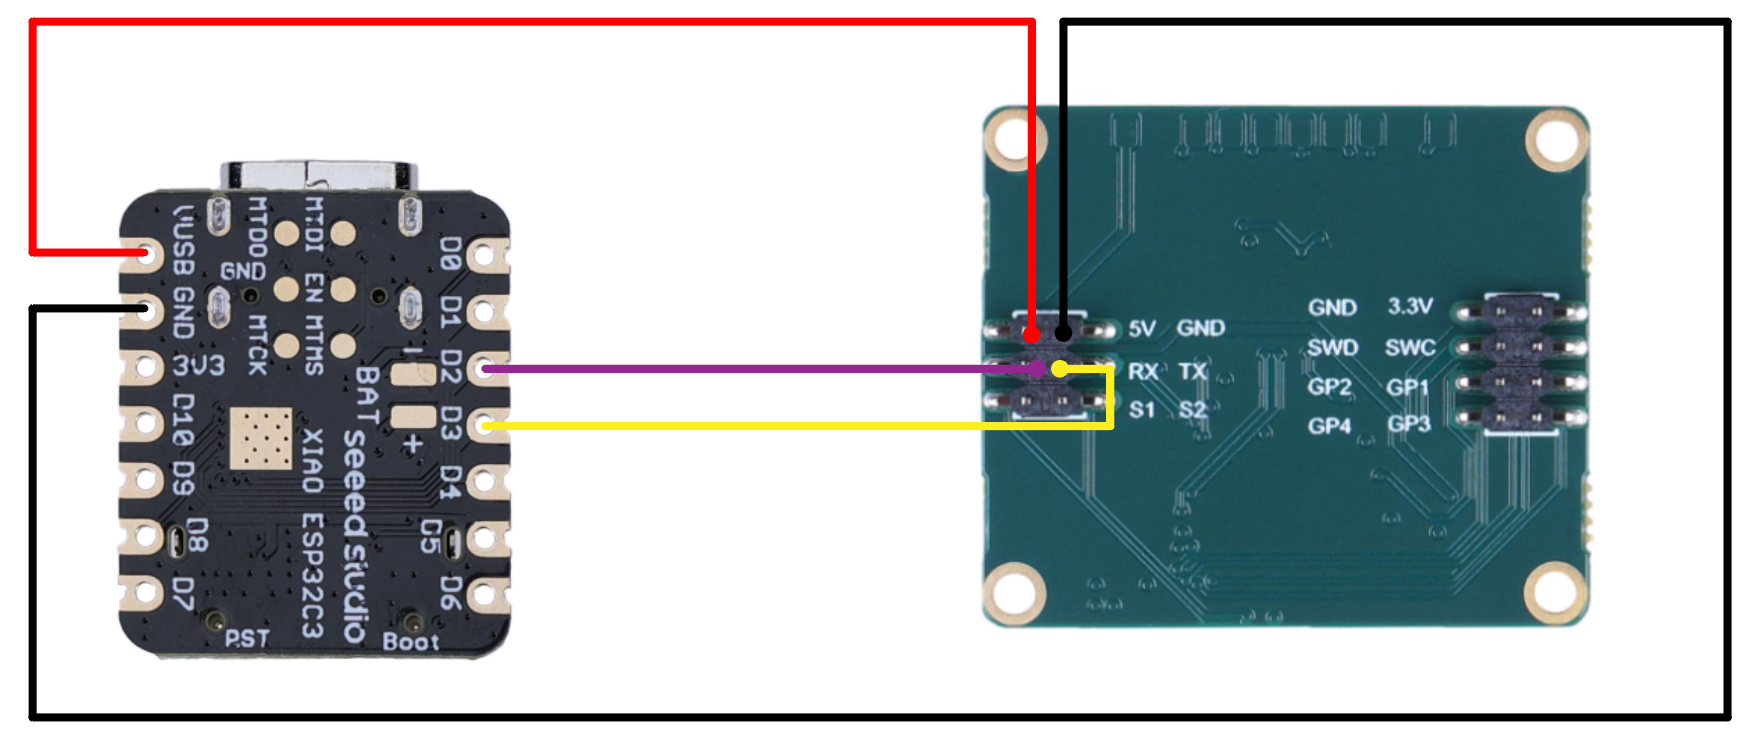 VUSB
GND
3V3
D10
D9
D8
D7
MTDO
MTDI
GND
EN
MTCK
MTMS
BAT
-
+
XIAO ESP32C3
seeed studio
RST
Boot
D0
D1
D2
D3
D4
D5
D6
5V GND
RX TX
S1 S2
GND 3.3V
SWD SWC
GP2 GP1
GP4 GP3